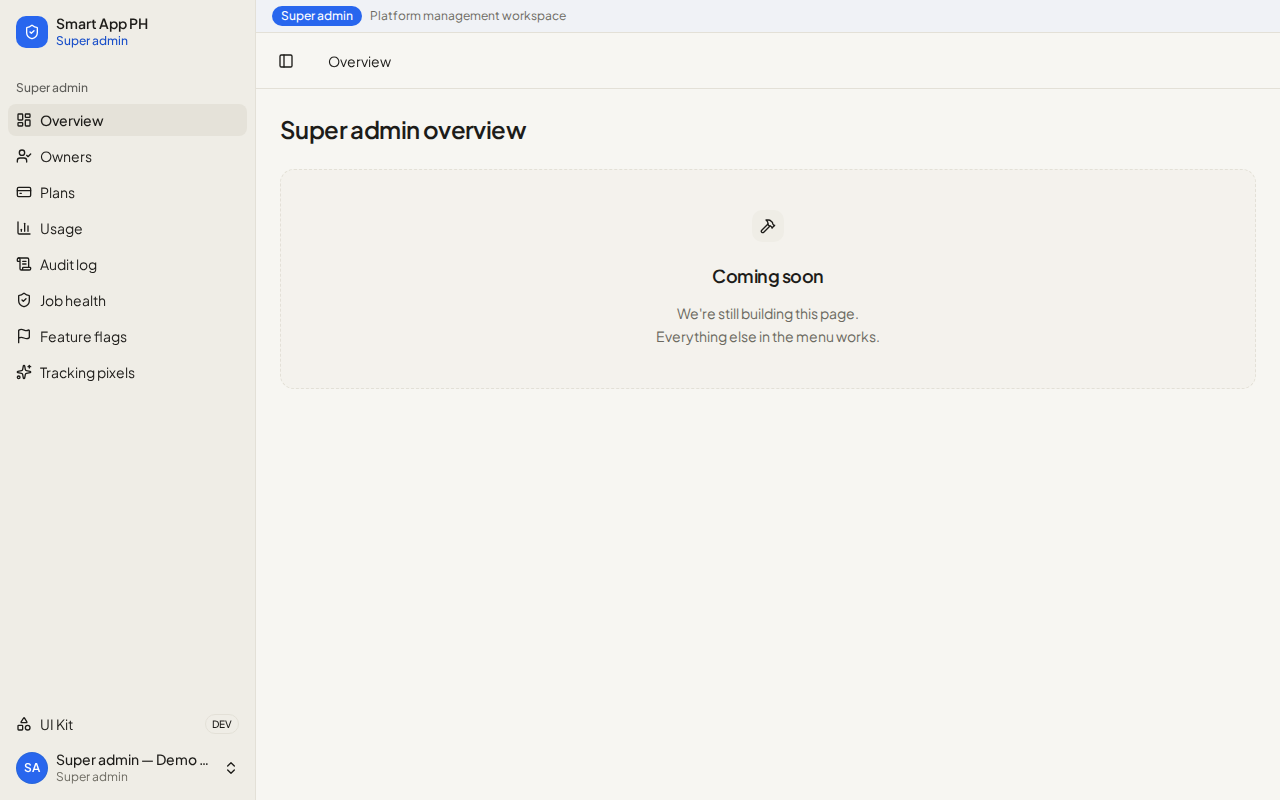 Smart App PH
Super admin
Super admin
Overview
Owners
Plans
Usage
Audit log
Job health
Feature flags
Tracking pixels
UI Kit
DEV
SA
Super admin — Demo ...
Super admin
Super admin
Platform management workspace
Overview
Super admin overview
Coming soon
We're still building this page.
Everything else in the menu works.